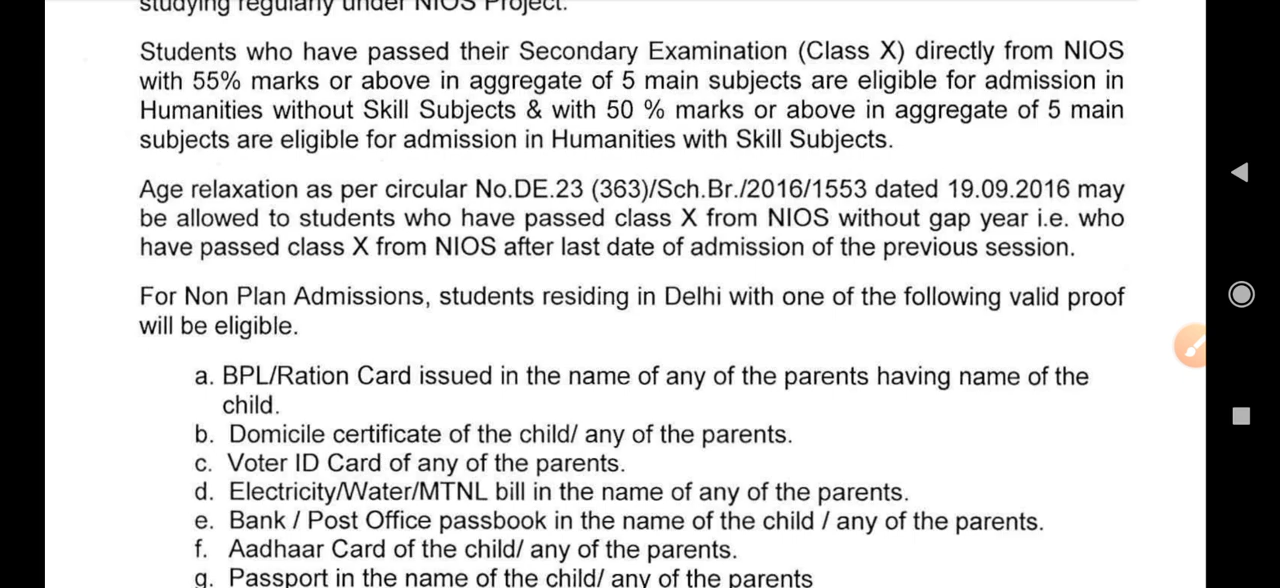 studying regularly under NIOS Project.
Students who have passed their Secondary Examination (Class X) directly from NIOS
with 55% marks or above in aggregate of 5 main subjects are eligible for admission in
Humanities without Skill Subjects & with 50 % marks or above in aggregate of 5 main
subjects are eligible for admission in Humanities with Skill Subjects.
Age relaxation as per circular No.DE.23 (363)/Sch.Br./2016/1553 dated 19.09.2016 may
be allowed to students who have passed class X from NIOS without gap year i.e. who
have passed class X from NIOS after last date of admission of the previous session.
For Non Plan Admissions, students residing in Delhi with one of the following valid proof
will be eligible.
a. BPL/Ration Card issued in the name of any of the parents having name of the
child.
b. Domicile certificate of the child/ any of the parents.
c. Voter ID Card of any of the parents.
d. Electricity/Water/MTNL bill in the name of any of the parents.
e. Bank / Post Office passbook in the name of the child / any of the parents.
f. Aadhaar Card of the child/ any of the parents.
g. Passport in the name of the child/ any of the parents